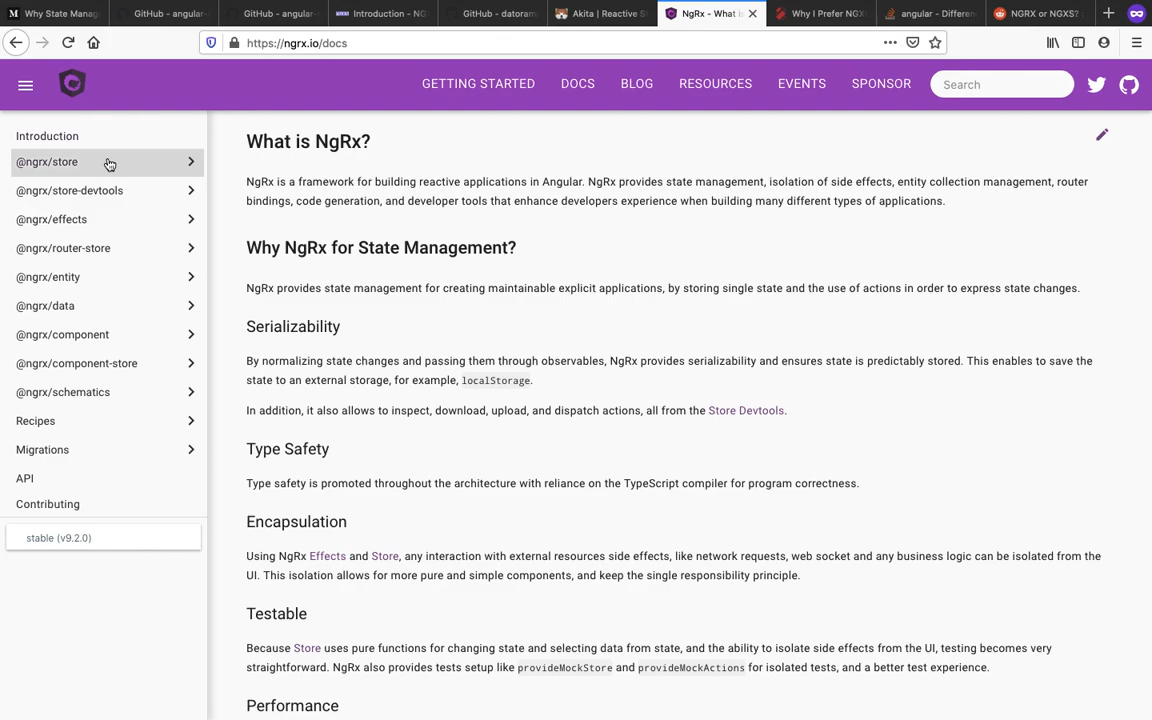 Why State Manag
GitHub - angular-
GitHub - angular-
Introduction - NG
GitHub - datoram
Akita | Reactive S
NgRx - What is
Why I Prefer NGX
angular - Differen
NGRX or NGXS?
https://ngrx.io/docs
GETTING STARTED
DOCS
BLOG
RESOURCES
EVENTS
SPONSOR
Search
Introduction
@ngrx/store
@ngrx/store-devtools
@ngrx/effects
@ngrx/router-store
@ngrx/entity
@ngrx/data
@ngrx/component
@ngrx/component-store
@ngrx/schematics
Recipes
Migrations
API
Contributing
stable (v9.2.0)
What is NgRx?
NgRx is a framework for building reactive applications in Angular. NgRx provides state management, isolation of side effects, entity collection management, router
bindings, code generation, and developer tools that enhance developers experience when building many different types of applications.
Why NgRx for State Management?
NgRx provides state management for creating maintainable explicit applications, by storing single state and the use of actions in order to express state changes.
Serializability
By normalizing state changes and passing them through observables, NgRx provides serializability and ensures state is predictably stored. This enables to save the
state to an external storage, for example, localStorage.
In addition, it also allows to inspect, download, upload, and dispatch actions, all from the Store Devtools.
Type Safety
Type safety is promoted throughout the architecture with reliance on the TypeScript compiler for program correctness.
Encapsulation
Using NgRx Effects and Store, any interaction with external resources side effects, like network requests, web socket and any business logic can be isolated from the
UI. This isolation allows for more pure and simple components, and keep the single responsibility principle.
Testable
Because Store uses pure functions for changing state and selecting data from state, and the ability to isolate side effects from the UI, testing becomes very
straightforward. NgRx also provides tests setup like provideMockStore and provideMockActions for isolated tests, and a better test experience.
Performance